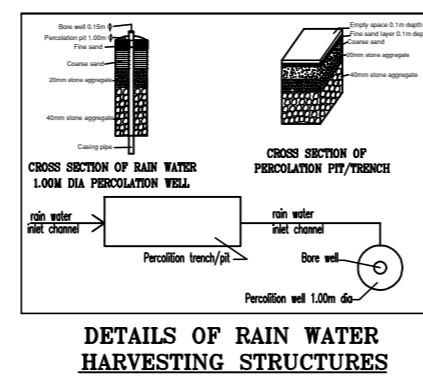 Bore well 0.15m ϕ
Percolation pit 1.00m ϕ
Fine sand
Coarse sand
20mm stone aggregate
40mm stone aggregate
Casing pipe
CROSS SECTION OF RAIN WATER
1.00M DIA PERCOLATION WELL
Empty space 0.1m depth
Fine sand layer 0.1m dep
Coarse sand
20mm stone aggregate
40mm stone aggregate
CROSS SECTION OF
PERCOLATION PIT/TRENCH
rain water
inlet channel
Percolition trench/pit
rain water
inlet channel
Bore well
Percolition well 1.00m dia
DETAILS OF RAIN WATER
HARVESTING STRUCTURES